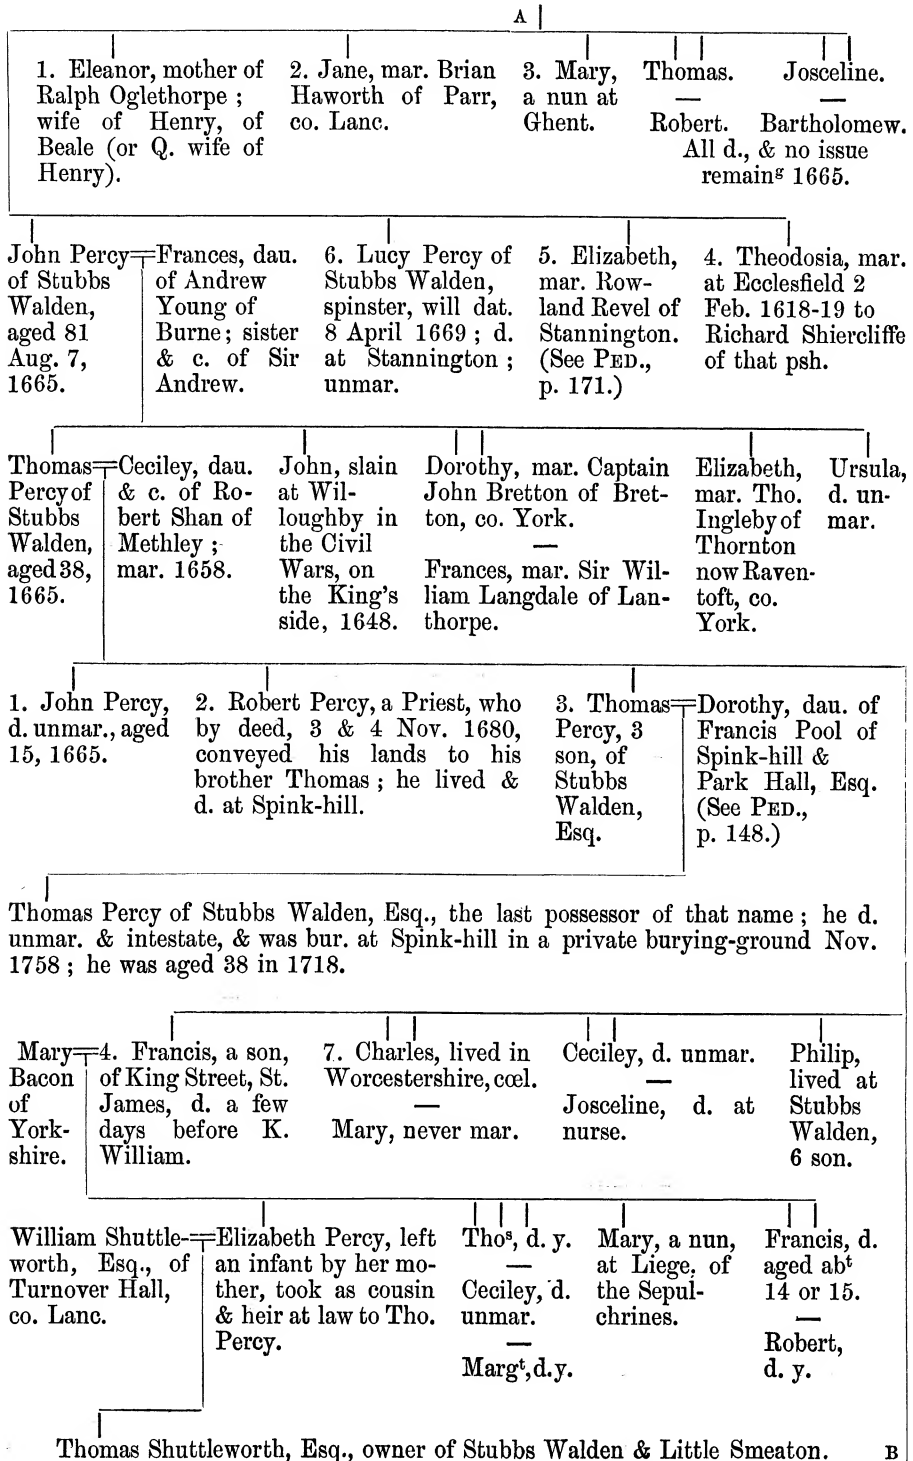 A
1. Eleanor, mother of
Ralph Oglethorpe ;
wife of Henry, of
Beale (or Q. wife of
Henry).
2. Jane, mar. Brian
Haworth of Parr,
co. Lanc.
3. Mary,
a nun at
Ghent.
Thomas.
—
Robert.
Josceline.
—
Bartholomew.
All d., & no issue
remainᵍ 1665.
John Percy
of Stubbs
Walden,
aged 81
Aug. 7,
1665.
Frances, dau.
of Andrew
Young of
Burne; sister
& c. of Sir
Andrew.
6. Lucy Percy of
Stubbs Walden,
spinster, will dat.
8 April 1669 ; d.
at Stannington ;
unmar.
5. Elizabeth,
mar. Row-
land Revel of
Stannington.
(See PED.,
p. 171.)
4. Theodosia, mar.
at Ecclesfield 2
Feb. 1618-19 to
Richard Shiercliffe
of that psh.
Thomas
Percy of
Stubbs
Walden,
aged 38,
1665.
Ceciley, dau.
& c. of Ro-
bert Shan of
Methley ;
mar. 1658.
John, slain
at Wil-
loughby in
the Civil
Wars, on
the King's
side, 1648.
Dorothy, mar. Captain
John Bretton of Bret-
ton, co. York.
—
Frances, mar. Sir Wil-
liam Langdale of Lan-
thorpe.
Elizabeth,
mar. Tho.
Ingleby of
Thornton
now Raven-
toft, co.
York.
Ursula,
d. un-
mar.
1. John Percy,
d. unmar., aged
15, 1665.
2. Robert Percy, a Priest, who
by deed, 3 & 4 Nov. 1680,
conveyed his lands to his
brother Thomas ; he lived &
d. at Spink-hill.
3. Thomas
Percy, 3
son, of
Stubbs
Walden,
Esq.
Dorothy, dau. of
Francis Pool of
Spink-hill &
Park Hall, Esq.
(See PED.,
p. 148.)
Thomas Percy of Stubbs Walden, Esq., the last possessor of that name ; he d.
unmar. & intestate, & was bur. at Spink-hill in a private burying-ground Nov.
1758 ; he was aged 38 in 1718.
Mary
Bacon
of
York-
shire.
4. Francis, a son,
of King Street, St.
James, d. a few
days before K.
William.
7. Charles, lived in
Worcestershire, cœl.
—
Mary, never mar.
Ceciley, d. unmar.
—
Josceline, d. at
nurse.
Philip,
lived at
Stubbs
Walden,
6 son.
William Shuttle-
worth, Esq., of
Turnover Hall,
co. Lanc.
Elizabeth Percy, left
an infant by her mo-
ther, took as cousin
& heir at law to Tho.
Percy.
Thoˢ, d. y.
—
Ceciley, d.
unmar.
—
Margᵗ, d. y.
Mary, a nun,
at Liege, of
the Sepul-
chrines.
Francis, d.
aged abᵗ
14 or 15.
—
Robert,
d. y.
Thomas Shuttleworth, Esq., owner of Stubbs Walden & Little Smeaton.
B